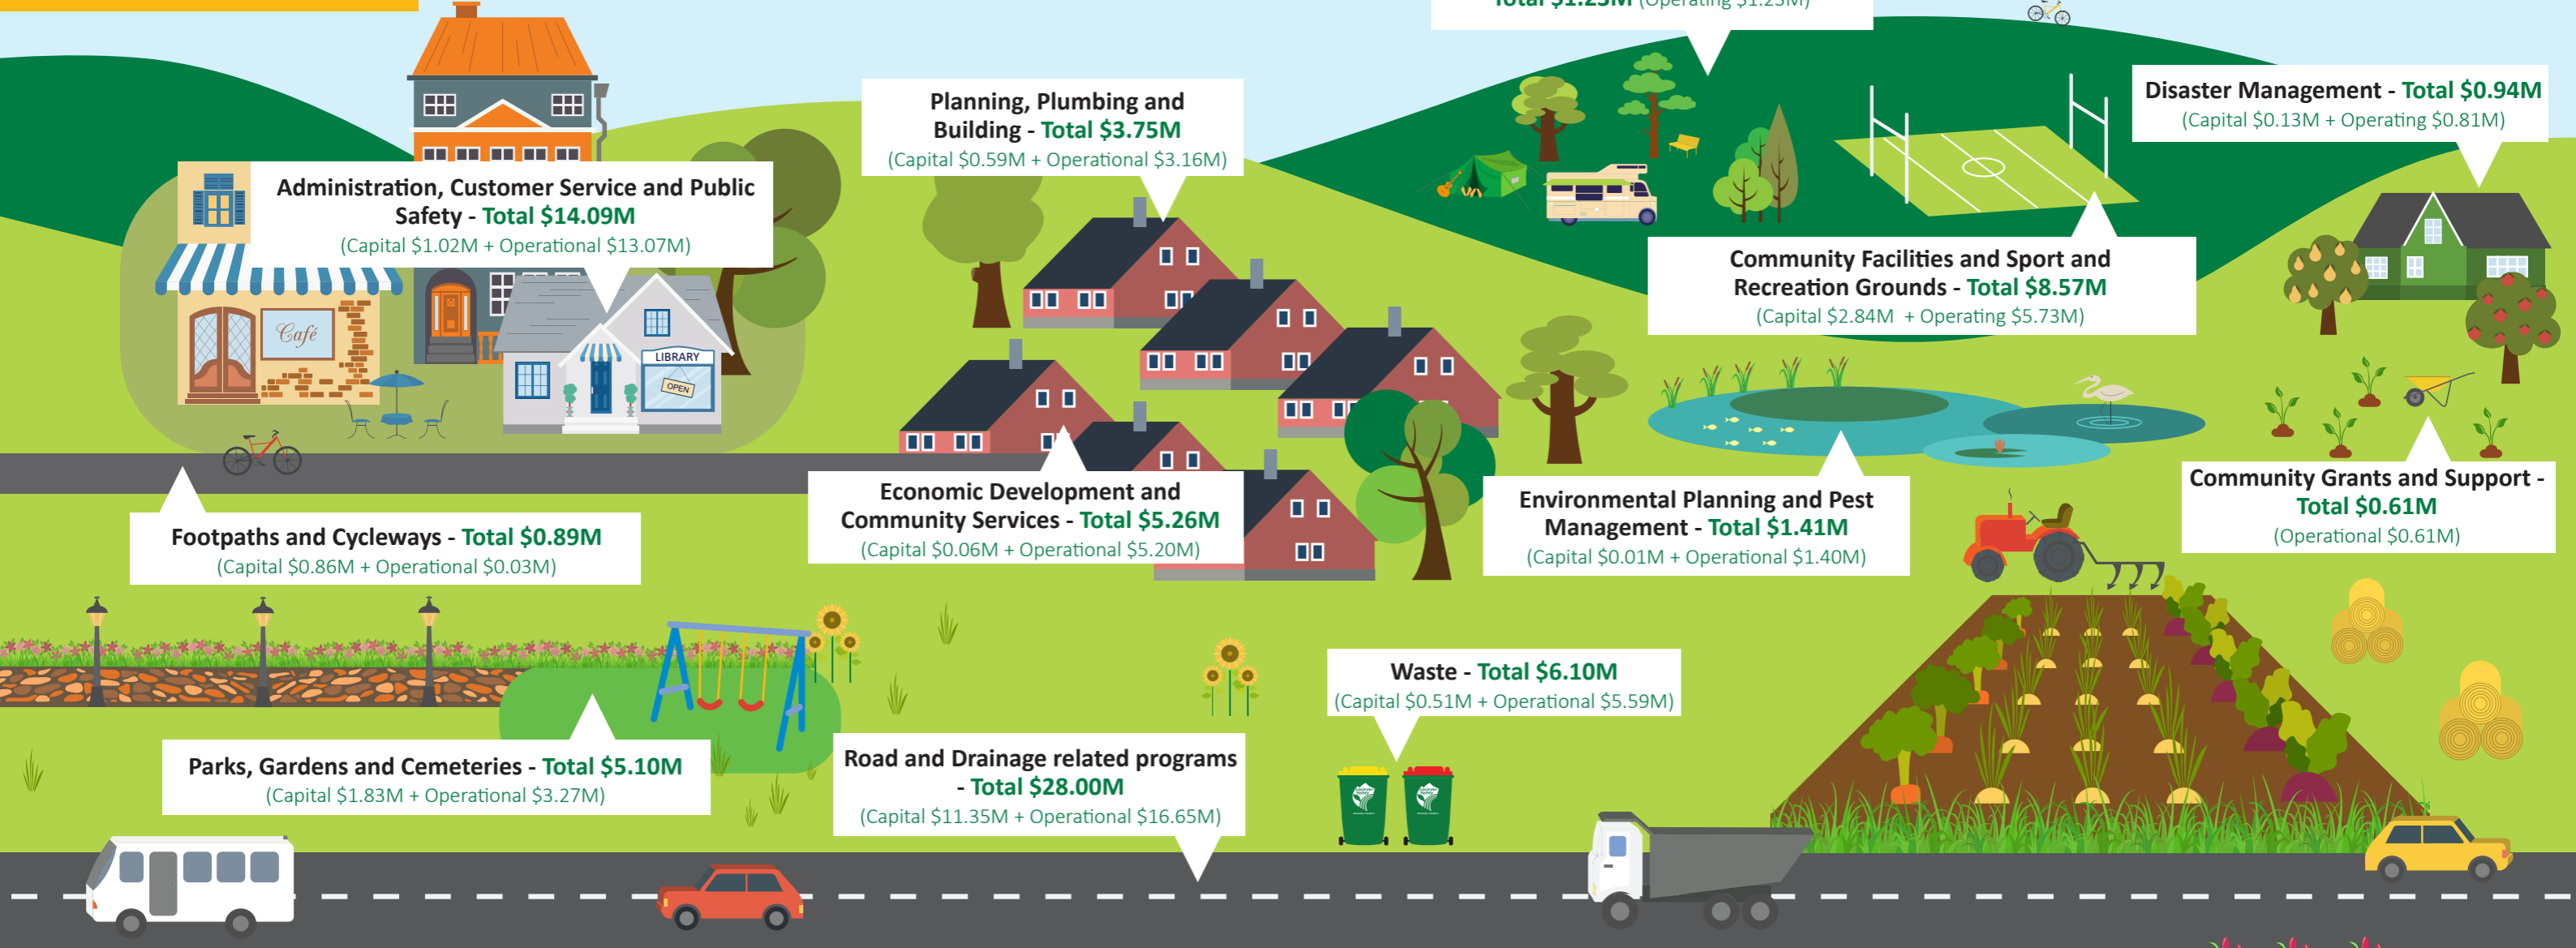 Total $1.23M (Operating $1.23M)
Disaster Management - Total $0.94M
(Capital $0.13M + Operating $0.81M)
Planning, Plumbing and
Building - Total $3.75M
(Capital $0.59M + Operational $3.16M)
Administration, Customer Service and Public
Safety - Total $14.09M
(Capital $1.02M + Operational $13.07M)
Community Facilities and Sport and
Recreation Grounds - Total $8.57M
(Capital $2.84M + Operating $5.73M)
Café
LIBRARY
OPEN
Economic Development and
Community Services - Total $5.26M
(Capital $0.06M + Operational $5.20M)
Environmental Planning and Pest
Management - Total $1.41M
(Capital $0.01M + Operational $1.40M)
Community Grants and Support -
Total $0.61M
(Operational $0.61M)
Footpaths and Cycleways - Total $0.89M
(Capital $0.86M + Operational $0.03M)
Waste - Total $6.10M
(Capital $0.51M + Operational $5.59M)
Parks, Gardens and Cemeteries - Total $5.10M
(Capital $1.83M + Operational $3.27M)
Road and Drainage related programs
- Total $28.00M
(Capital $11.35M + Operational $16.65M)